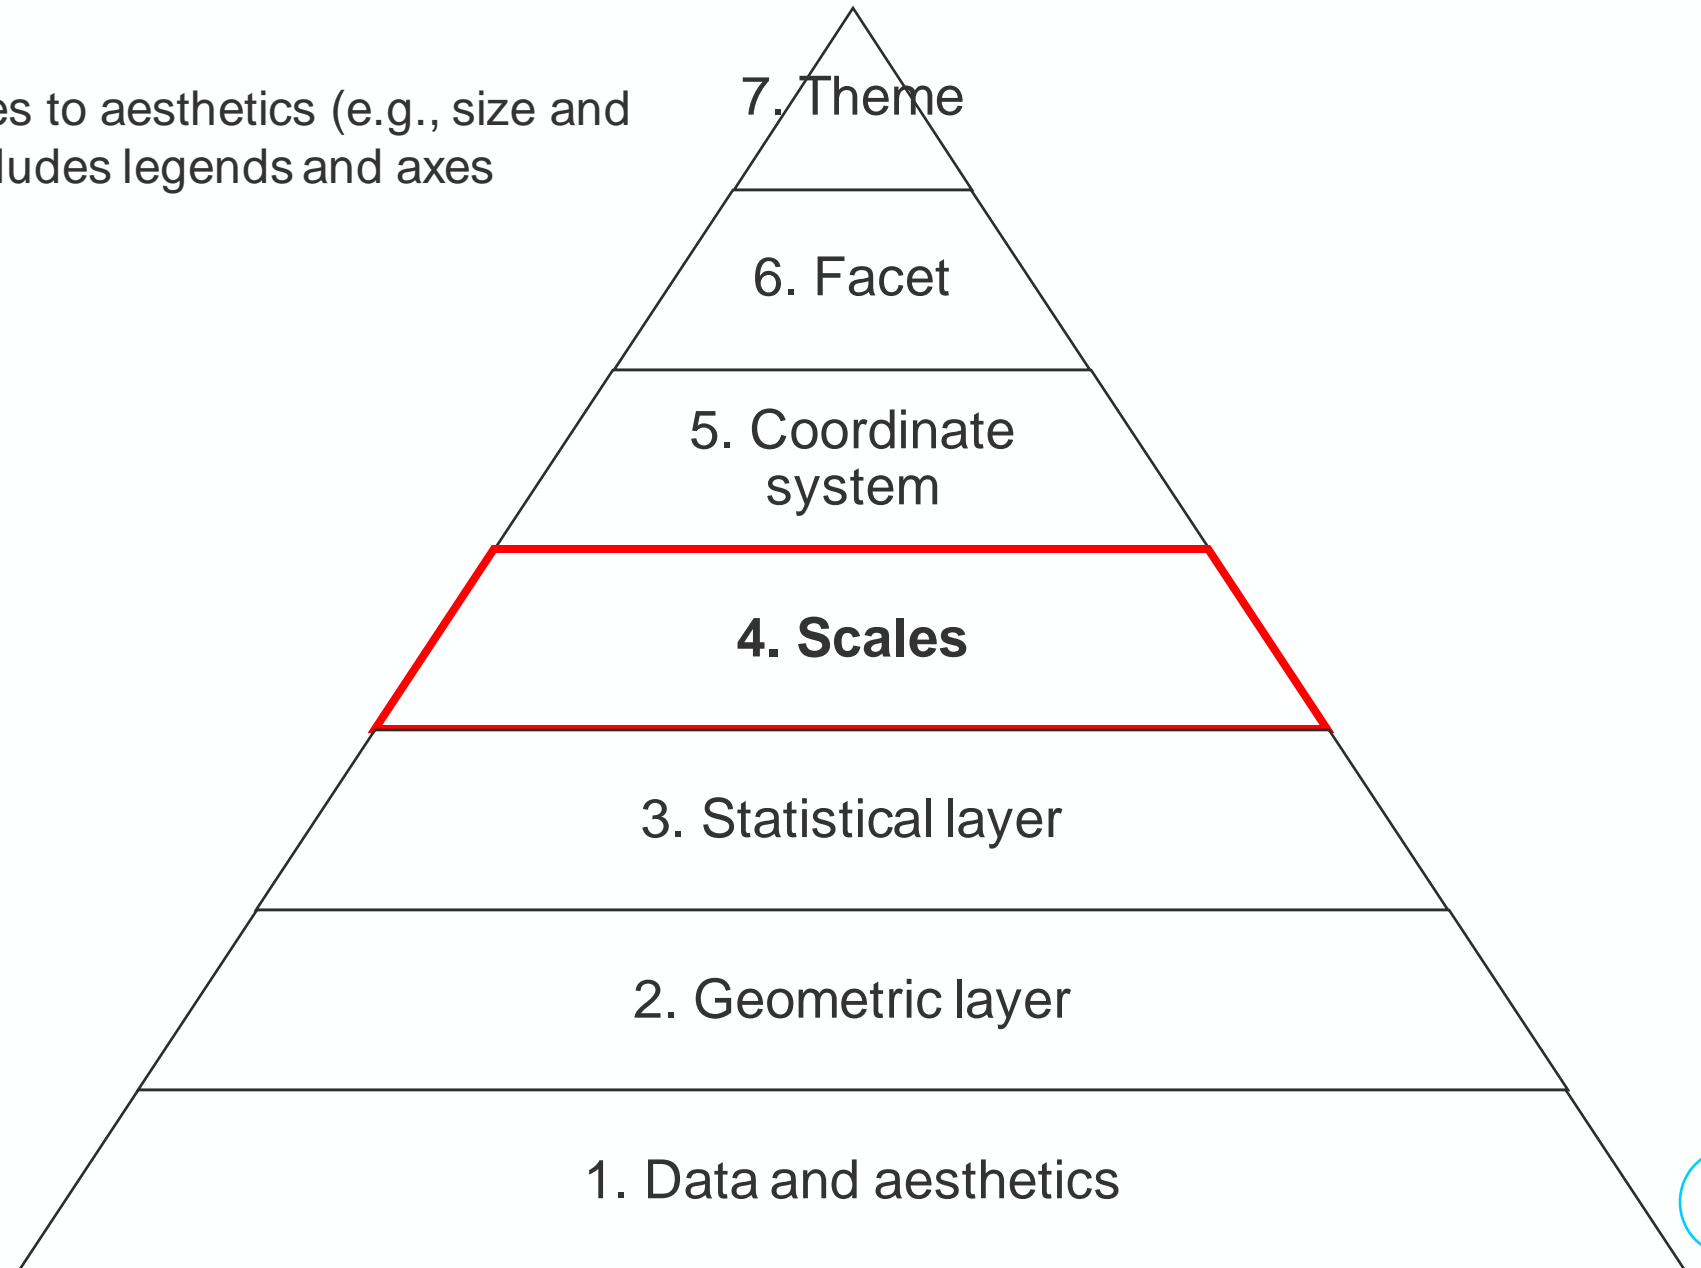 es to aesthetics (e.g., size and
ludes legends and axes
7. Theme
6. Facet
5. Coordinate
system
4. Scales
3. Statistical layer
2. Geometric layer
1. Data and aesthetics